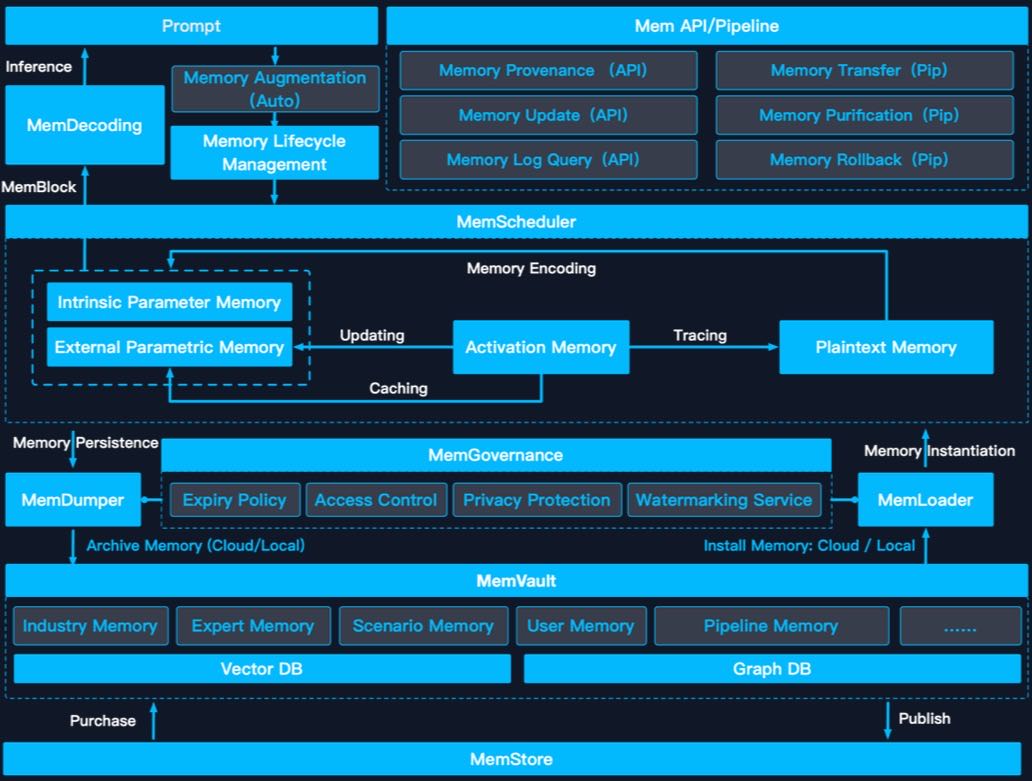 Prompt
Mem API/Pipeline
Inference
Memory Augmentation
(Auto)
Memory Provenance (API)
Memory Transfer (Pip)
MemDecoding
Memory Update (API)
Memory Purification (Pip)
Memory Lifecycle
Management
Memory Log Query (API)
Memory Rollback (Pip)
MemBlock
MemScheduler
Memory Encoding
Intrinsic Parameter Memory
External Parametric Memory
Updating
Activation Memory
Tracing
Plaintext Memory
Caching
Memory Persistence
MemGovernance
Memory Instantiation
MemDumper
Expiry Policy
Access Control
Privacy Protection
Watermarking Service
MemLoader
Archive Memory (Cloud/Local)
Install Memory: Cloud / Local
MemVault
Industry Memory
Expert Memory
Scenario Memory
User Memory
Pipeline Memory
......
Vector DB
Graph DB
Purchase
Publish
MemStore